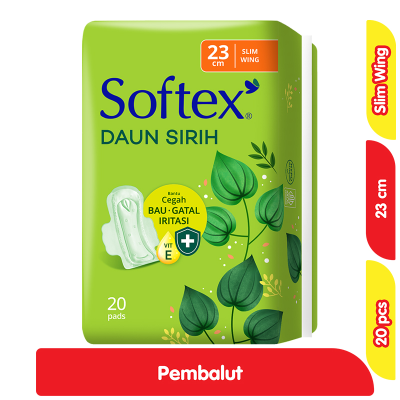 23
cm
SLIM
WING
Softex®
DAUN SIRIH
Bantu
Cegah
BAU - GATAL
IRITASI
VIT
E
20
pads
Slim Wing
23 cm
20 pcs
Pembalut